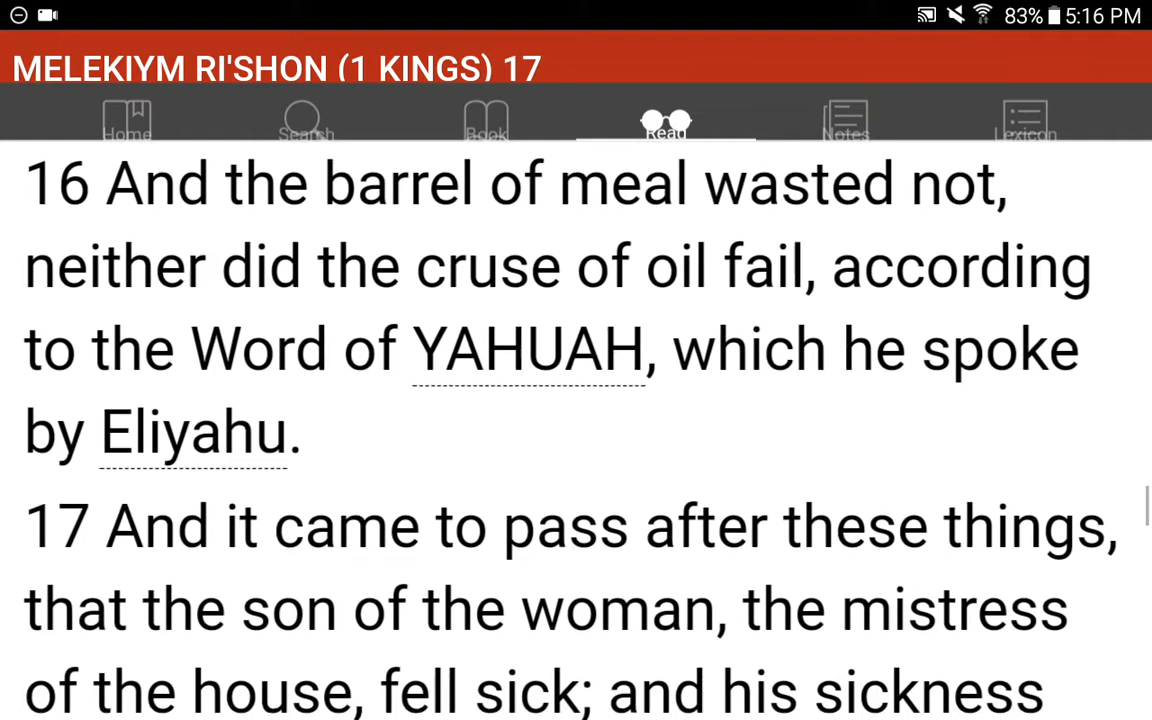 83% 5:16 PM
MELEKIYM RI'SHON (1 KINGS) 17
Home Search Book Read Notes Lexicon
16 And the barrel of meal wasted not,
neither did the cruse of oil fail, according
to the Word of YAHUAH, which he spoke
by Eliyahu.
17 And it came to pass after these things,
that the son of the woman, the mistress
of the house, fell sick; and his sickness